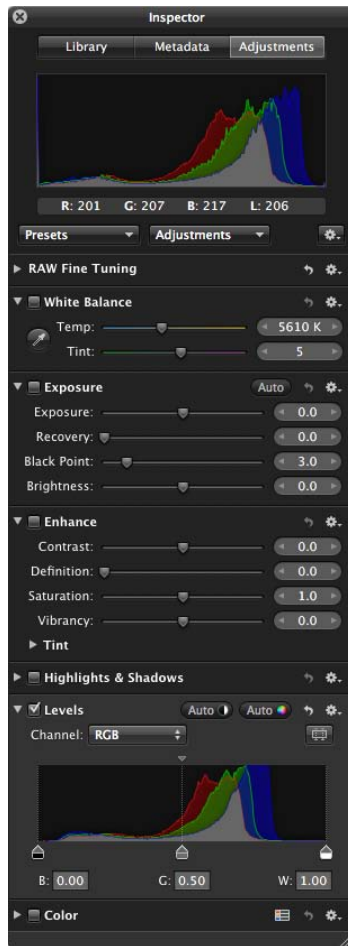 Inspector
Library Metadata Adjustments
R: 201 G: 207 B: 217 L: 206
Presets Adjustments
RAW Fine Tuning
White Balance
Temp: 5610 K
Tint: 5
Exposure Auto
Exposure: 0.0
Recovery: 0.0
Black Point: 3.0
Brightness: 0.0
Enhance
Contrast: 0.0
Definition: 0.0
Saturation: 1.0
Vibrancy: 0.0
Tint
Highlights & Shadows
Levels Auto Auto
Channel: RGB
B: 0.00 G: 0.50 W: 1.00
Color